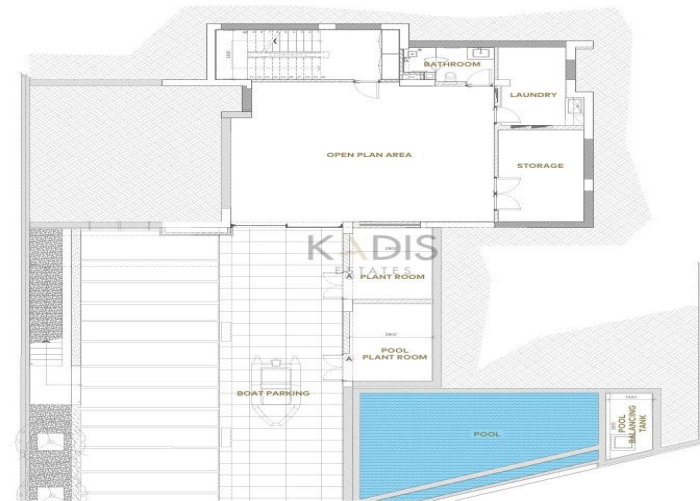 BATHROOM
LAUNDRY
OPEN PLAN AREA
STORAGE
KADIS
ESTATES
PLANT ROOM
POOL
PLANT ROOM
BOAT PARKING
POOL
POOL
BALANCING
TANK